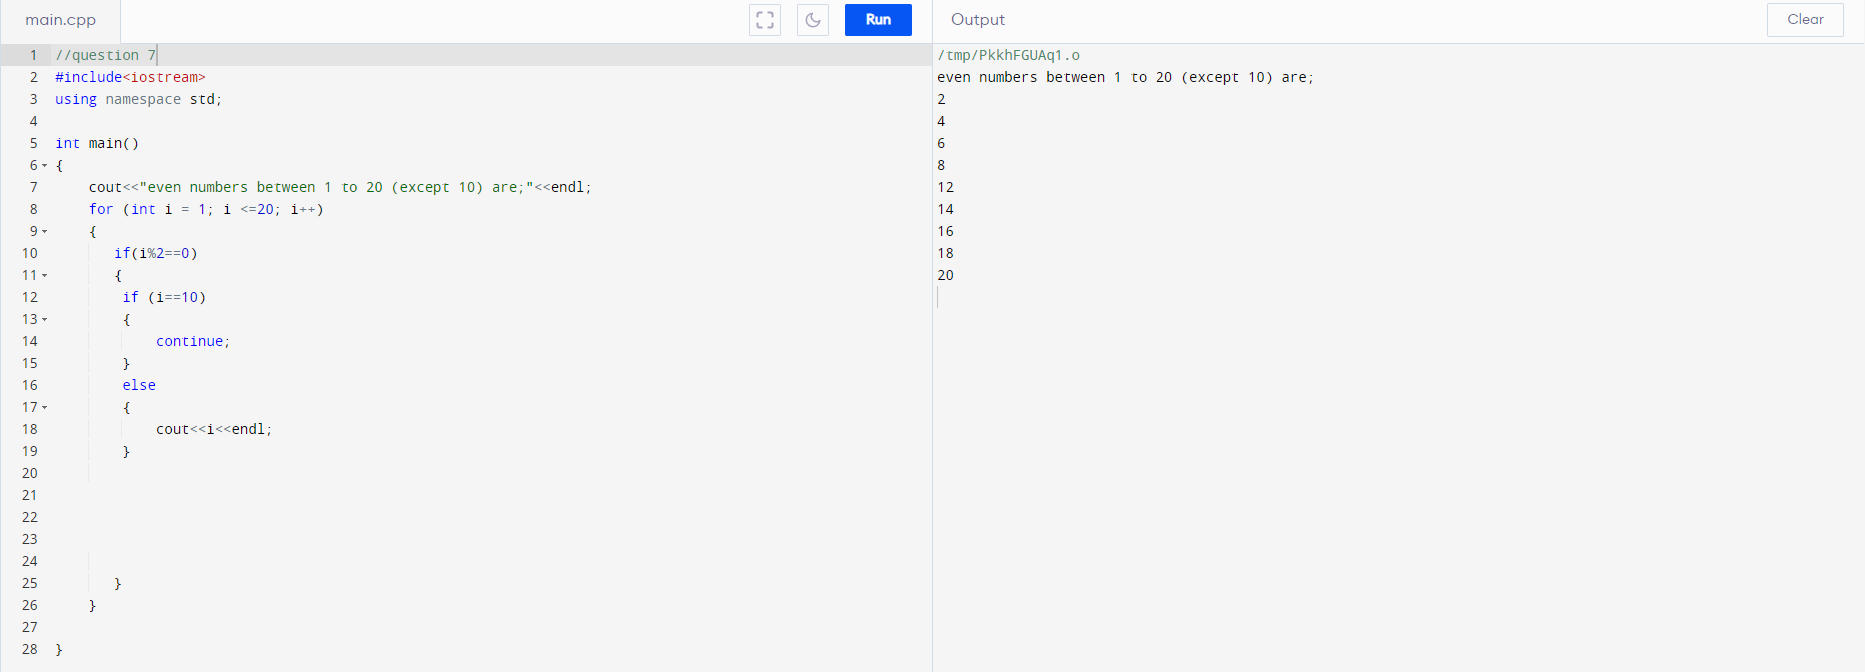 main.cpp
Run
Output
Clear
1 //question 7
2 #include<iostream>
3 using namespace std;
4
5 int main()
6 {
7 cout<<"even numbers between 1 to 20 (except 10) are;"<<endl;
8 for (int i = 1; i <=20; i++)
9 {
10 if(i%2==0)
11 {
12 if (i==10)
13 {
14 continue;
15 }
16 else
17 {
18 cout<<i<<endl;
19 }
20
21
22
23
24
25 }
26 }
27
28 }
/tmp/PkkhFGUAq1.o
even numbers between 1 to 20 (except 10) are;
2
4
6
8
12
14
16
18
20